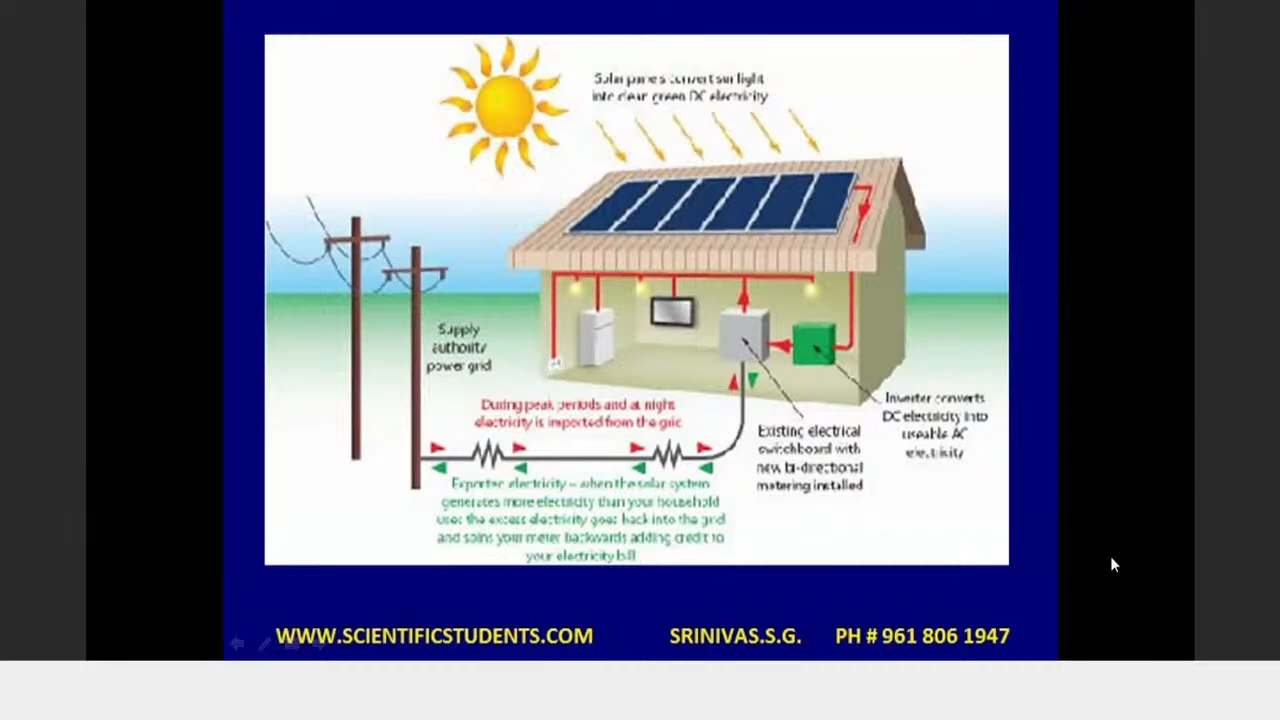 Solar panels convert sunlight
into clean green DC electricity
Supply
authority
power grid
During peak periods and at night
electricity is imported from the grid
Exported electricity – when the solar system
generates more electricity than your household
uses the excess electricity goes back into the grid
and spins your meter backwards adding credit to
your electricity bill
Existing electrical
switchboard with
new bi-directional
metering installed
Inverter converts
DC electricity into
useable AC
electricity
WWW.SCIENTIFICSTUDENTS.COM SRINIVAS.S.G. PH # 961 806 1947